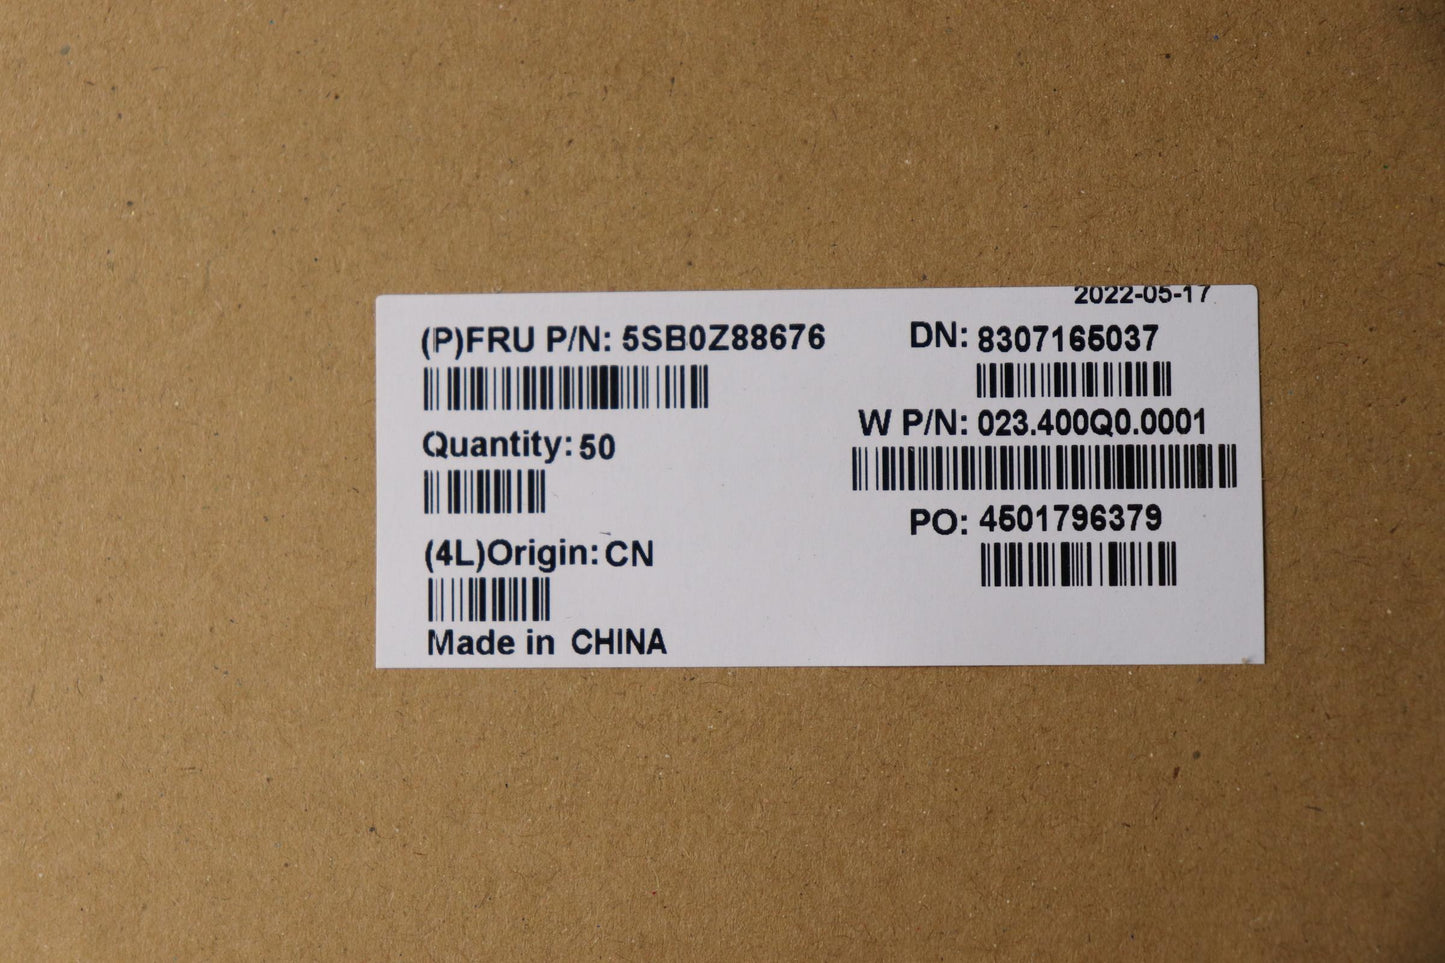 2022-05-17
(P)FRU P/N: 5SB0Z88676
DN: 8307165037
W P/N: 023.400Q0.0001
Quantity: 50
PO: 4501796379
(4L)Origin: CN
Made in CHINA